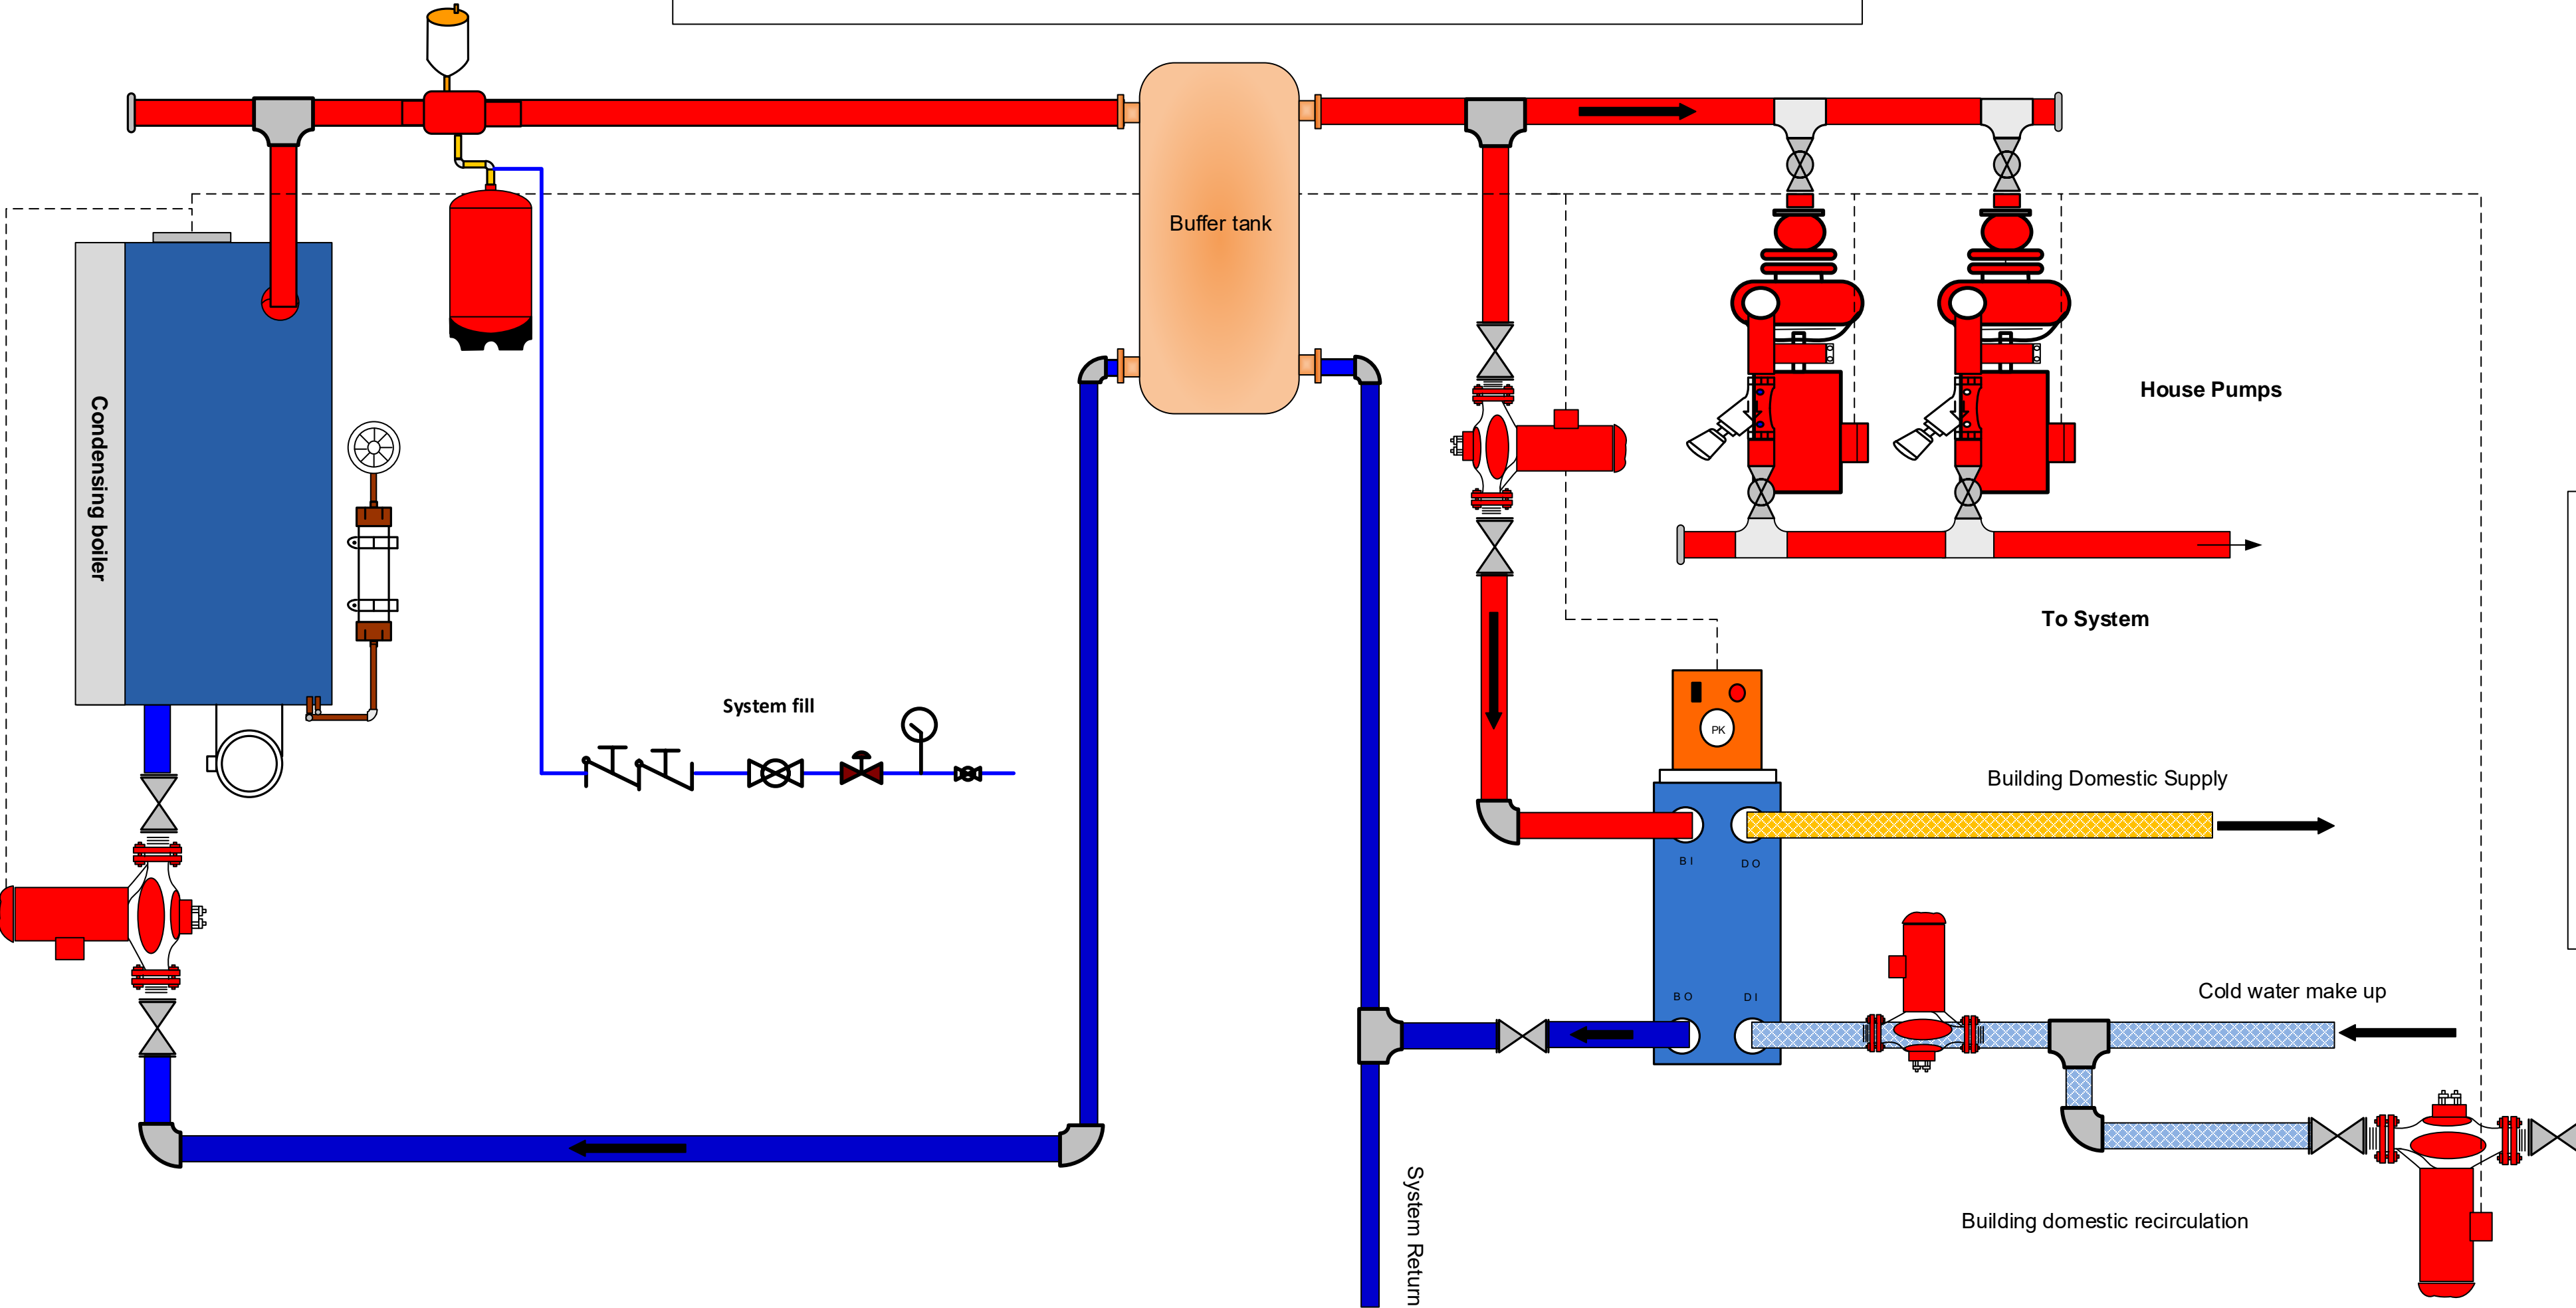 Buffer tank
Condensing boiler
House Pumps
To System
System fill
PK
Building Domestic Supply
B I
D O
B O
D I
Cold water make up
System Return
Building domestic recirculation